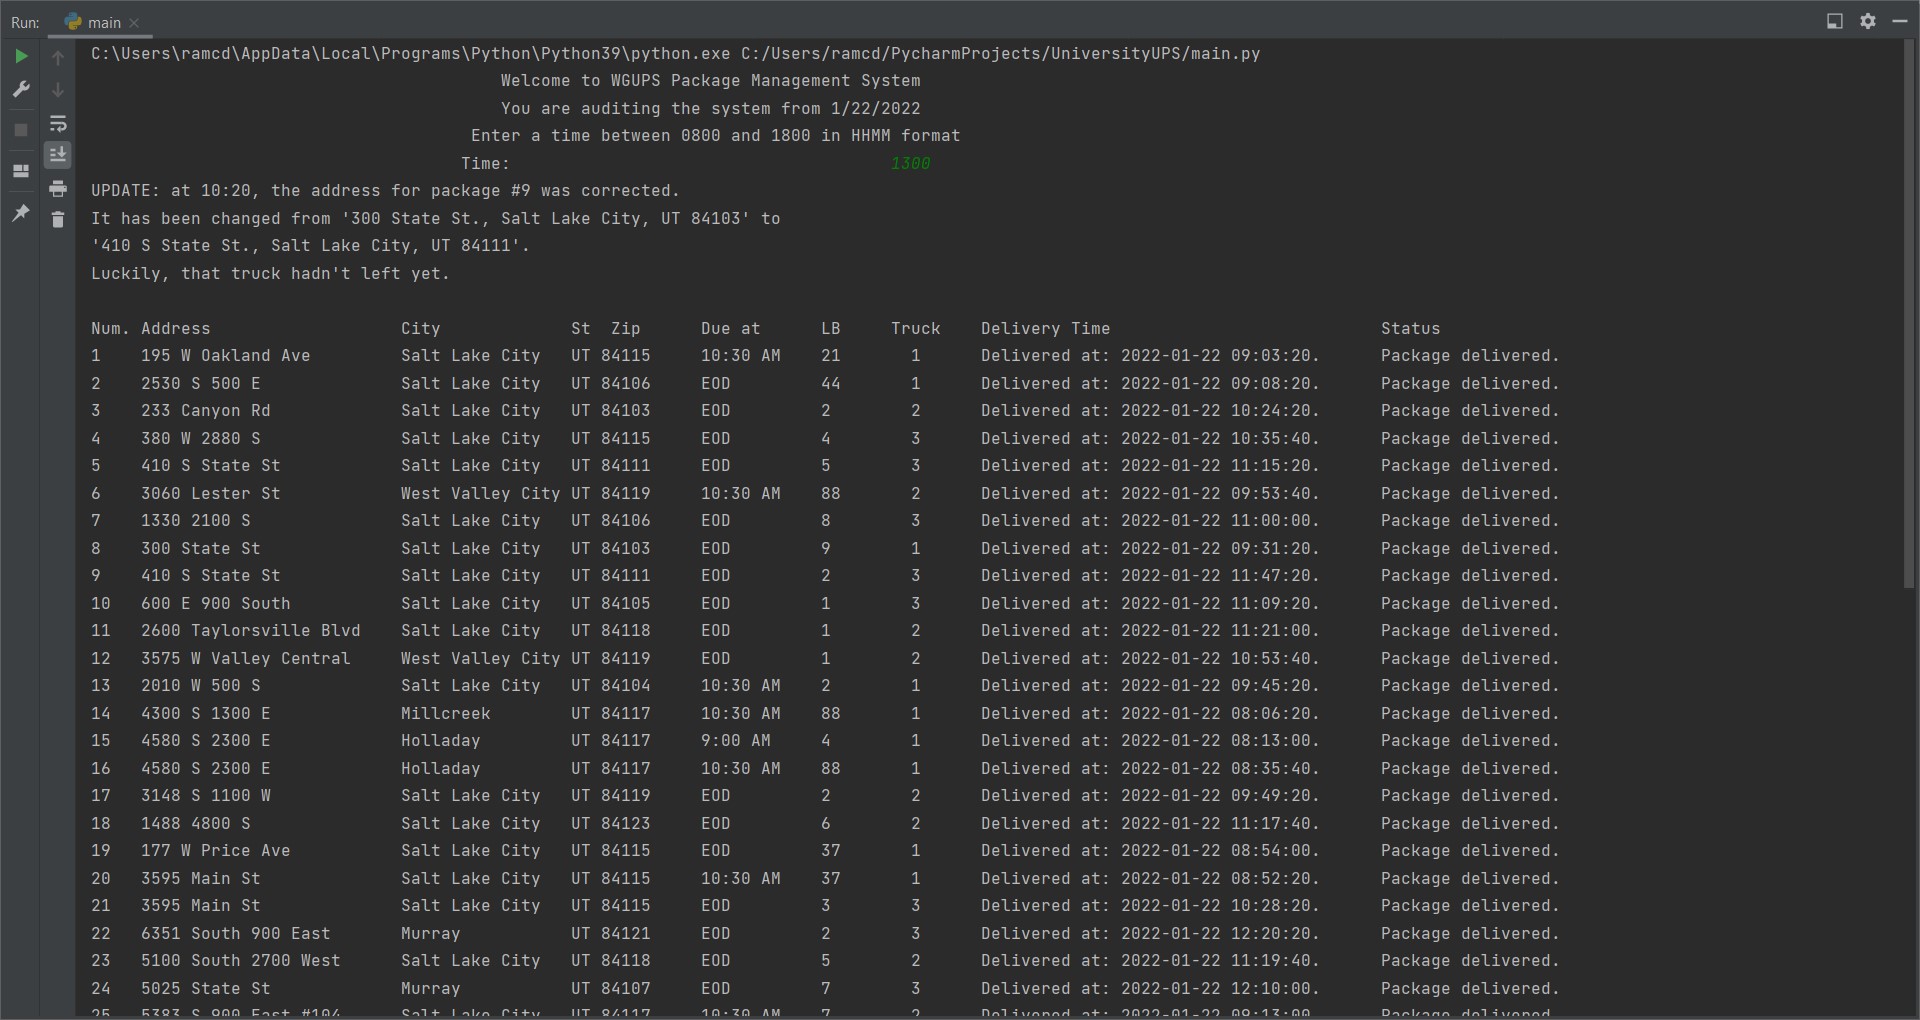 Run: main
C:\Users\ramcd\AppData\Local\Programs\Python\Python39\python.exe C:/Users/ramcd/PycharmProjects/UniversityUPS/main.py
Welcome to WGUPS Package Management System
You are auditing the system from 1/22/2022
Enter a time between 0800 and 1800 in HHMM format
Time: 1300
UPDATE: at 10:20, the address for package #9 was corrected.
It has been changed from '300 State St., Salt Lake City, UT 84103' to
'410 S State St., Salt Lake City, UT 84111'.
Luckily, that truck hadn't left yet.
Num. Address City St Zip Due at LB Truck Delivery Time Status
1 195 W Oakland Ave Salt Lake City UT 84115 10:30 AM 21 1 Delivered at: 2022-01-22 09:03:20. Package delivered.
2 2530 S 500 E Salt Lake City UT 84106 EOD 44 1 Delivered at: 2022-01-22 09:08:20. Package delivered.
3 233 Canyon Rd Salt Lake City UT 84103 EOD 2 2 Delivered at: 2022-01-22 10:24:20. Package delivered.
4 380 W 2880 S Salt Lake City UT 84115 EOD 4 3 Delivered at: 2022-01-22 10:35:40. Package delivered.
5 410 S State St Salt Lake City UT 84111 EOD 5 3 Delivered at: 2022-01-22 11:15:20. Package delivered.
6 3060 Lester St West Valley City UT 84119 10:30 AM 88 2 Delivered at: 2022-01-22 09:53:40. Package delivered.
7 1330 2100 S Salt Lake City UT 84106 EOD 8 3 Delivered at: 2022-01-22 11:00:00. Package delivered.
8 300 State St Salt Lake City UT 84103 EOD 9 1 Delivered at: 2022-01-22 09:31:20. Package delivered.
9 410 S State St Salt Lake City UT 84111 EOD 2 3 Delivered at: 2022-01-22 11:47:20. Package delivered.
10 600 E 900 South Salt Lake City UT 84105 EOD 1 3 Delivered at: 2022-01-22 11:09:20. Package delivered.
11 2600 Taylorsville Blvd Salt Lake City UT 84118 EOD 1 2 Delivered at: 2022-01-22 11:21:00. Package delivered.
12 3575 W Valley Central West Valley City UT 84119 EOD 1 2 Delivered at: 2022-01-22 10:53:40. Package delivered.
13 2010 W 500 S Salt Lake City UT 84104 10:30 AM 2 1 Delivered at: 2022-01-22 09:45:20. Package delivered.
14 4300 S 1300 E Millcreek UT 84117 10:30 AM 88 1 Delivered at: 2022-01-22 08:06:20. Package delivered.
15 4580 S 2300 E Holladay UT 84117 9:00 AM 4 1 Delivered at: 2022-01-22 08:13:00. Package delivered.
16 4580 S 2300 E Holladay UT 84117 10:30 AM 88 1 Delivered at: 2022-01-22 08:35:40. Package delivered.
17 3148 S 1100 W Salt Lake City UT 84119 EOD 2 2 Delivered at: 2022-01-22 09:49:20. Package delivered.
18 1488 4800 S Salt Lake City UT 84123 EOD 6 2 Delivered at: 2022-01-22 11:17:40. Package delivered.
19 177 W Price Ave Salt Lake City UT 84115 EOD 37 1 Delivered at: 2022-01-22 08:54:00. Package delivered.
20 3595 Main St Salt Lake City UT 84115 10:30 AM 37 1 Delivered at: 2022-01-22 08:52:20. Package delivered.
21 3595 Main St Salt Lake City UT 84115 EOD 3 3 Delivered at: 2022-01-22 10:28:20. Package delivered.
22 6351 South 900 East Murray UT 84121 EOD 2 3 Delivered at: 2022-01-22 12:20:20. Package delivered.
23 5100 South 2700 West Salt Lake City UT 84118 EOD 5 2 Delivered at: 2022-01-22 11:19:40. Package delivered.
24 5025 State St Murray UT 84107 EOD 7 3 Delivered at: 2022-01-22 12:10:00. Package delivered.
25 5383 S 900 East #104 Salt Lake City UT 84117 10:30 AM 7 2 Delivered at: 2022-01-22 09:13:00. Package delivered.